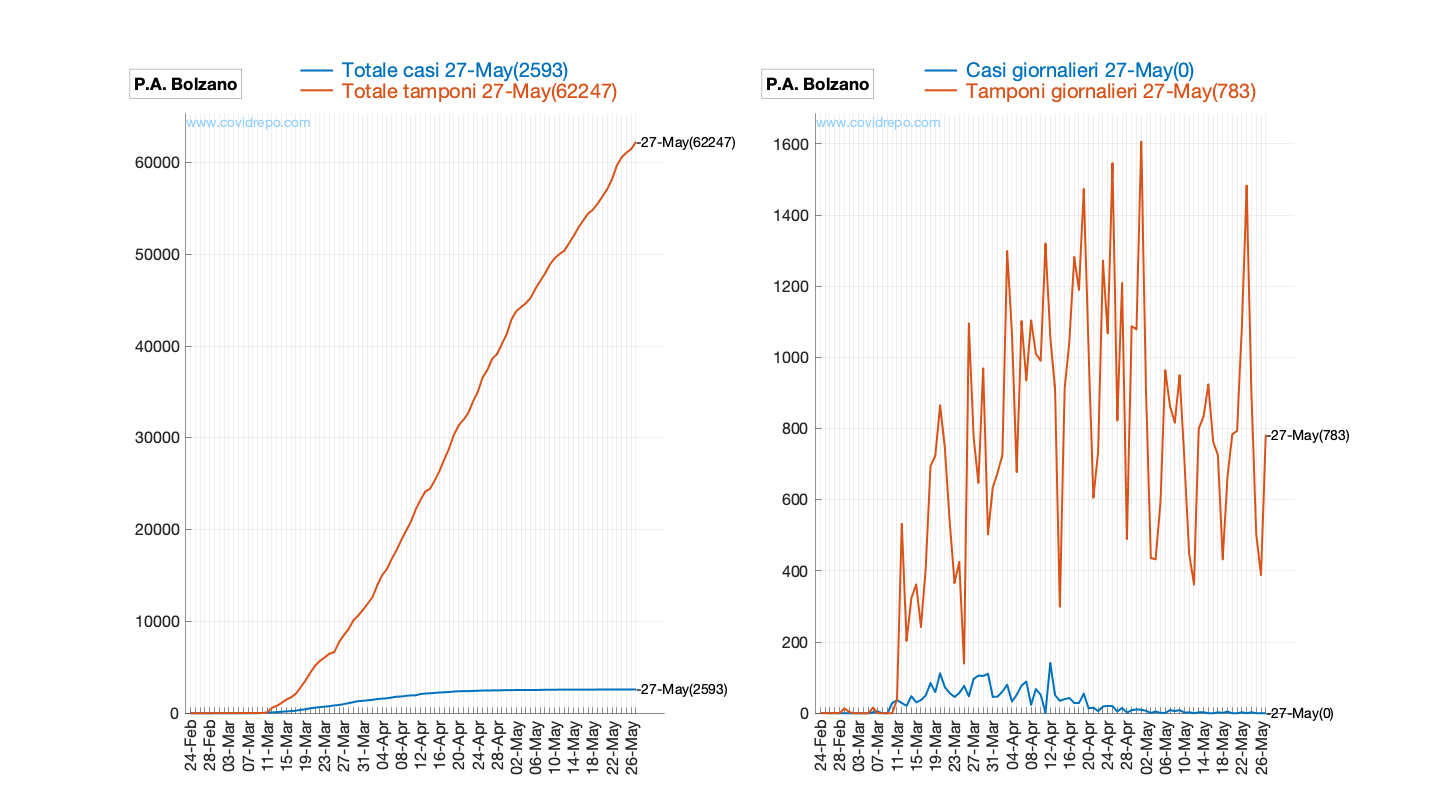 P.A. Bolzano
Totale casi 27-May(2593)
Totale tamponi 27-May(62247)
www.covidrepo.com
27-May(62247)
60000
50000
40000
30000
20000
10000
0
27-May(2593)
24-Feb
28-Feb
03-Mar
07-Mar
11-Mar
15-Mar
19-Mar
23-Mar
27-Mar
31-Mar
04-Apr
08-Apr
12-Apr
16-Apr
20-Apr
24-Apr
28-Apr
02-May
06-May
10-May
14-May
18-May
22-May
26-May
P.A. Bolzano
Casi giornalieri 27-May(0)
Tamponi giornalieri 27-May(783)
www.covidrepo.com
1600
1400
1200
1000
800
600
400
200
0
27-May(783)
27-May(0)
24-Feb
28-Feb
03-Mar
07-Mar
11-Mar
15-Mar
19-Mar
23-Mar
27-Mar
31-Mar
04-Apr
08-Apr
12-Apr
16-Apr
20-Apr
24-Apr
28-Apr
02-May
06-May
10-May
14-May
18-May
22-May
26-May